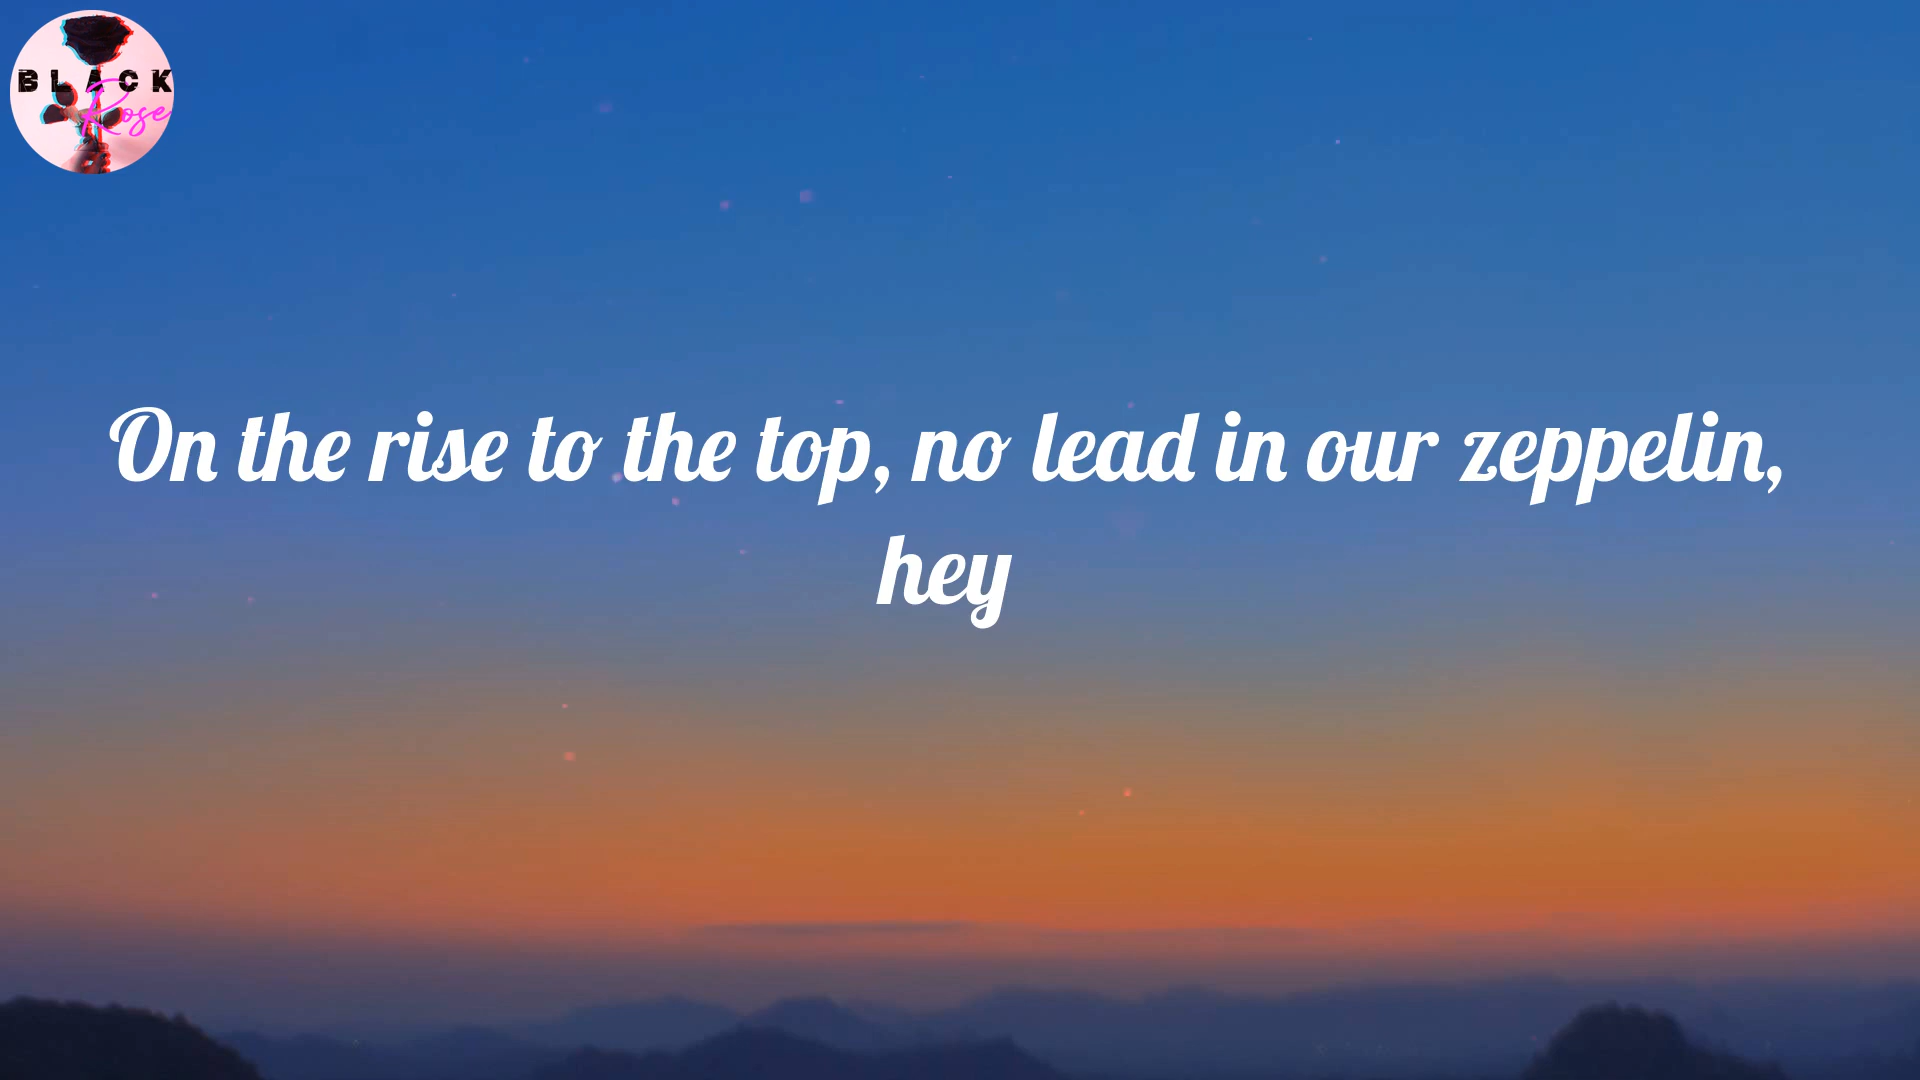 BLACK
Rose
On the rise to the top, no lead in our zeppelin,
hey